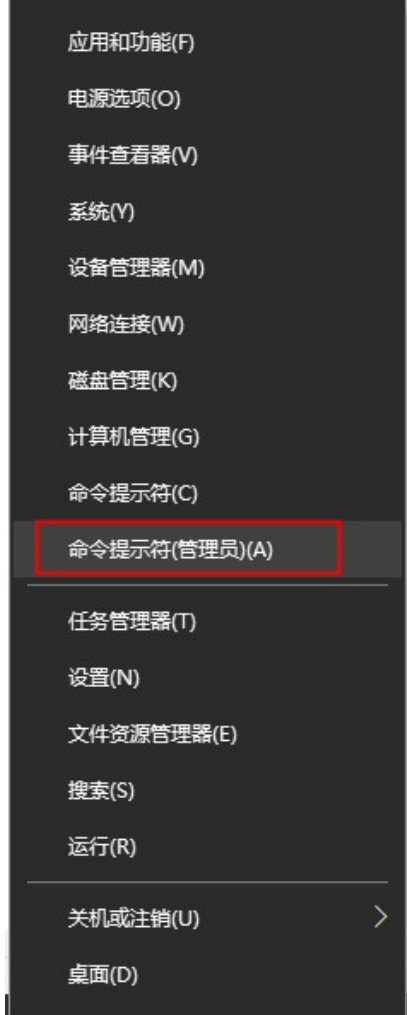 应用和功能(F)
电源选项(O)
事件查看器(V)
系统(Y)
设备管理器(M)
网络连接(W)
磁盘管理(K)
计算机管理(G)
命令提示符(C)
命令提示符(管理员)(A)
任务管理器(T)
设置(N)
文件资源管理器(E)
搜索(S)
运行(R)
关机或注销(U)
桌面(D)